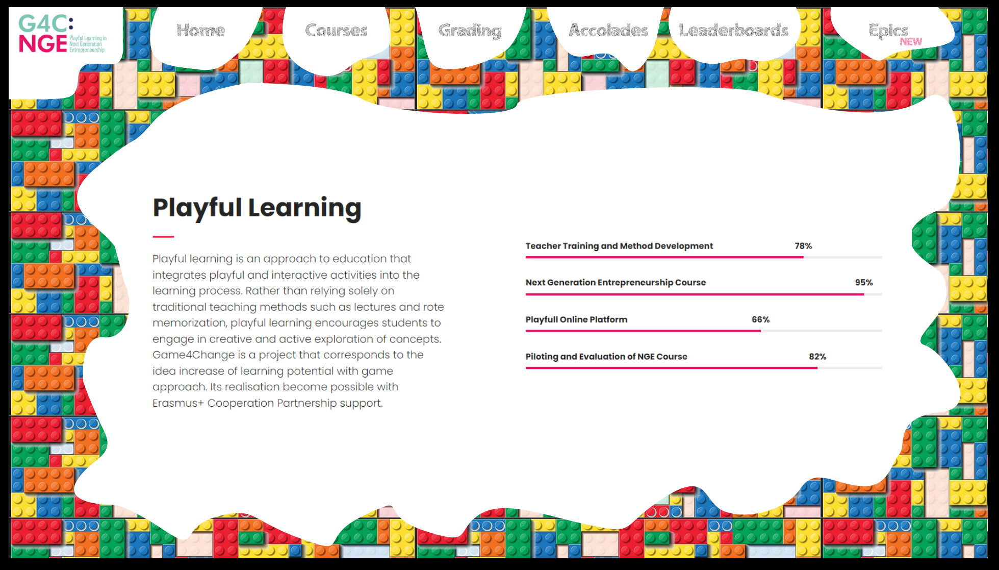 G4C:
NGE
Playful Learning in
Next Generation
Entrepreneurship
Home
Courses
Grading
Accolades
Leaderboards
Epics
NEW
Playful Learning
Playful learning is an approach to education that
integrates playful and interactive activities into the
learning process. Rather than relying solely on
traditional teaching methods such as lectures and rote
memorization, playful learning encourages students to
engage in creative and active exploration of concepts.
Game4Change is a project that corresponds to the
idea increase of learning potential with game
approach. Its realisation become possible with
Erasmus+ Cooperation Partnership support.
Teacher Training and Method Development 78%
Next Generation Entrepreneurship Course 95%
Playfull Online Platform 66%
Piloting and Evaluation of NGE Course 82%